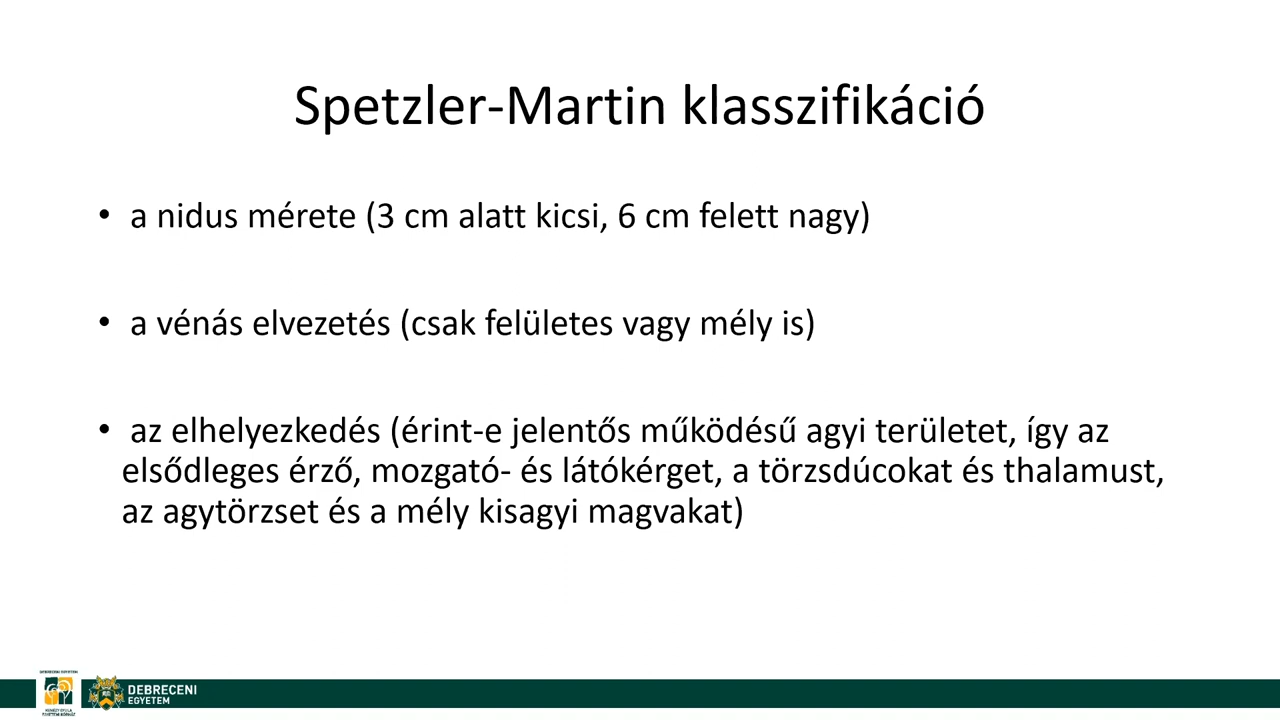 Spetzler-Martin klasszifikáció
• a nidus mérete (3 cm alatt kicsi, 6 cm felett nagy)
• a vénás elvezetés (csak felületes vagy mély is)
• az elhelyezkedés (érint-e jelentős működésű agyi területet, így az
elsődleges érző, mozgató- és látókérget, a törzsdúcokat és thalamust,
az agytörzset és a mély kisagyi magvakat)
DEBRECENI EGYETEM
DEBRECENI
EGYETEM